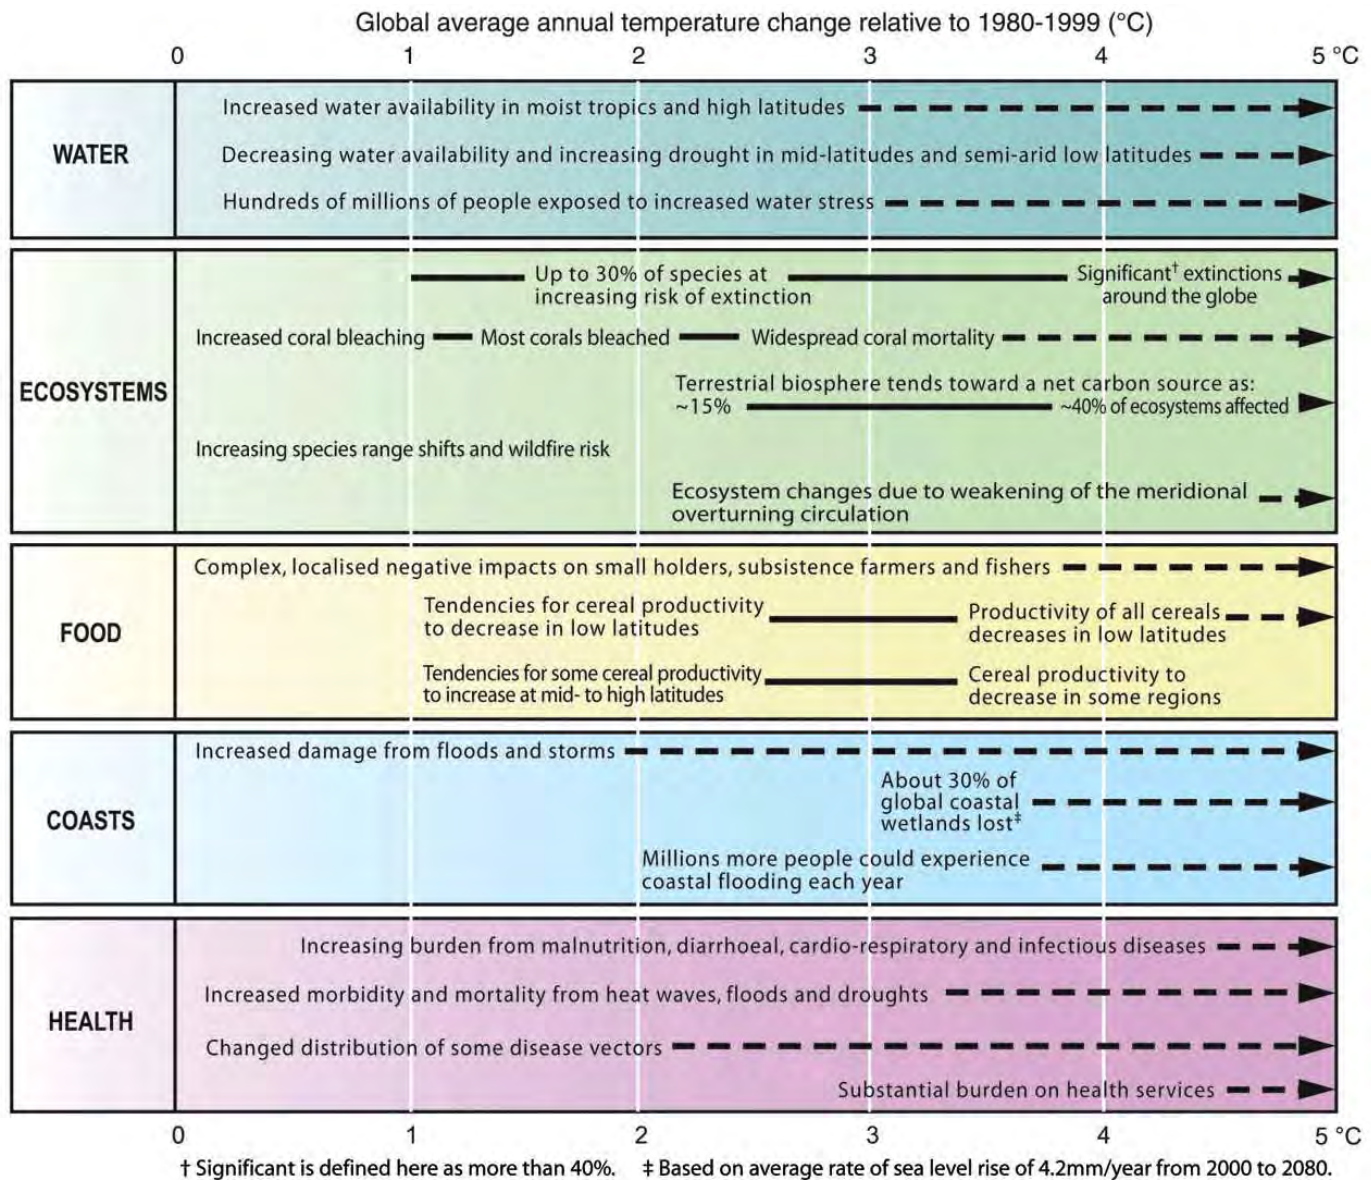 Global average annual temperature change relative to 1980-1999 (°C)
0 1 2 3 4 5 °C
WATER
Increased water availability in moist tropics and high latitudes
Decreasing water availability and increasing drought in mid-latitudes and semi-arid low latitudes
Hundreds of millions of people exposed to increased water stress
ECOSYSTEMS
Up to 30% of species at
increasing risk of extinction
Significant† extinctions
around the globe
Increased coral bleaching Most corals bleached Widespread coral mortality
Terrestrial biosphere tends toward a net carbon source as:
~15% ~40% of ecosystems affected
Increasing species range shifts and wildfire risk
Ecosystem changes due to weakening of the meridional
overturning circulation
FOOD
Complex, localised negative impacts on small holders, subsistence farmers and fishers
Tendencies for cereal productivity
to decrease in low latitudes
Productivity of all cereals
decreases in low latitudes
Tendencies for some cereal productivity
to increase at mid- to high latitudes
Cereal productivity to
decrease in some regions
COASTS
Increased damage from floods and storms
About 30% of
global coastal
wetlands lost‡
Millions more people could experience
coastal flooding each year
HEALTH
Increasing burden from malnutrition, diarrhoeal, cardio-respiratory and infectious diseases
Increased morbidity and mortality from heat waves, floods and droughts
Changed distribution of some disease vectors
Substantial burden on health services
0 1 2 3 4 5 °C
† Significant is defined here as more than 40%. ‡ Based on average rate of sea level rise of 4.2mm/year from 2000 to 2080.